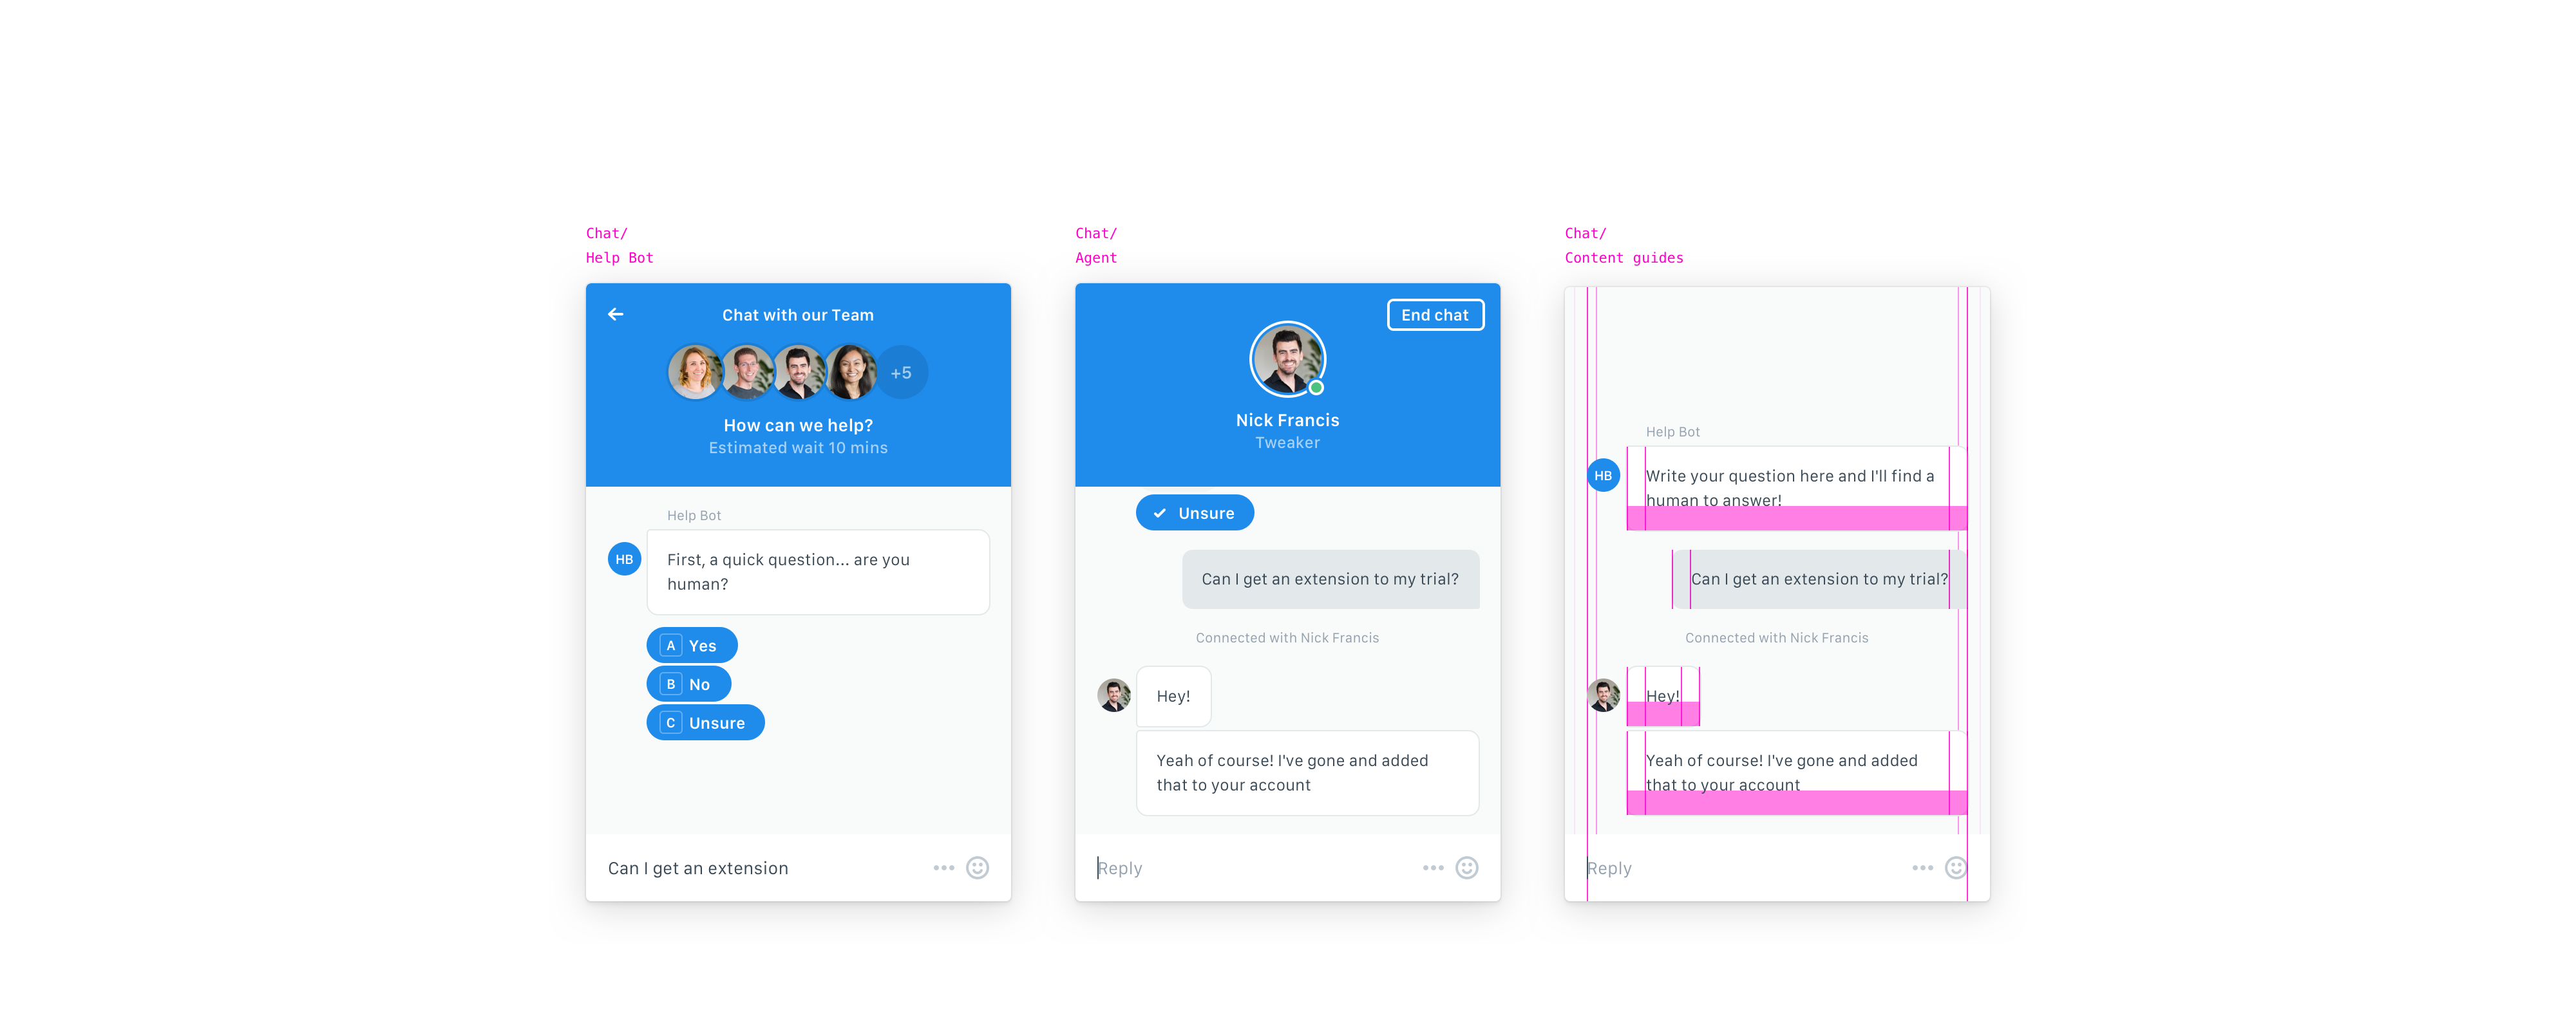 Chat/
Help Bot
Chat with our Team
+5
How can we help?
Estimated wait 10 mins
Help Bot
HB
First, a quick question... are you
human?
A Yes
B No
C Unsure
Can I get an extension
Chat/
Agent
End chat
Nick Francis
Tweaker
Unsure
Can I get an extension to my trial?
Connected with Nick Francis
Hey!
Yeah of course! I've gone and added
that to your account
Reply
Chat/
Content guides
Help Bot
HB
Write your question here and I'll find a
human to answer!
Can I get an extension to my trial?
Connected with Nick Francis
Hey!
Yeah of course! I've gone and added
that to your account
Reply